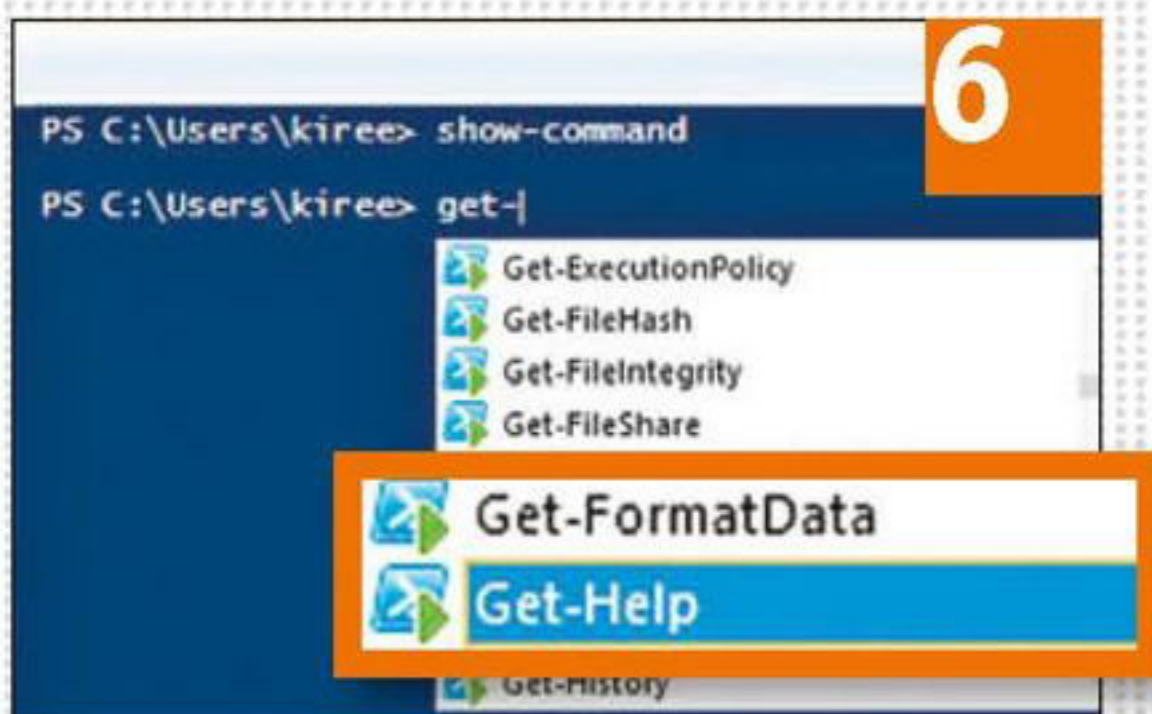 6
PS C:\Users\kiree> show-command
PS C:\Users\kiree> get-
Get-ExecutionPolicy
Get-FileHash
Get-FileIntegrity
Get-FileShare
Get-FormatData
Get-Help
Get-History